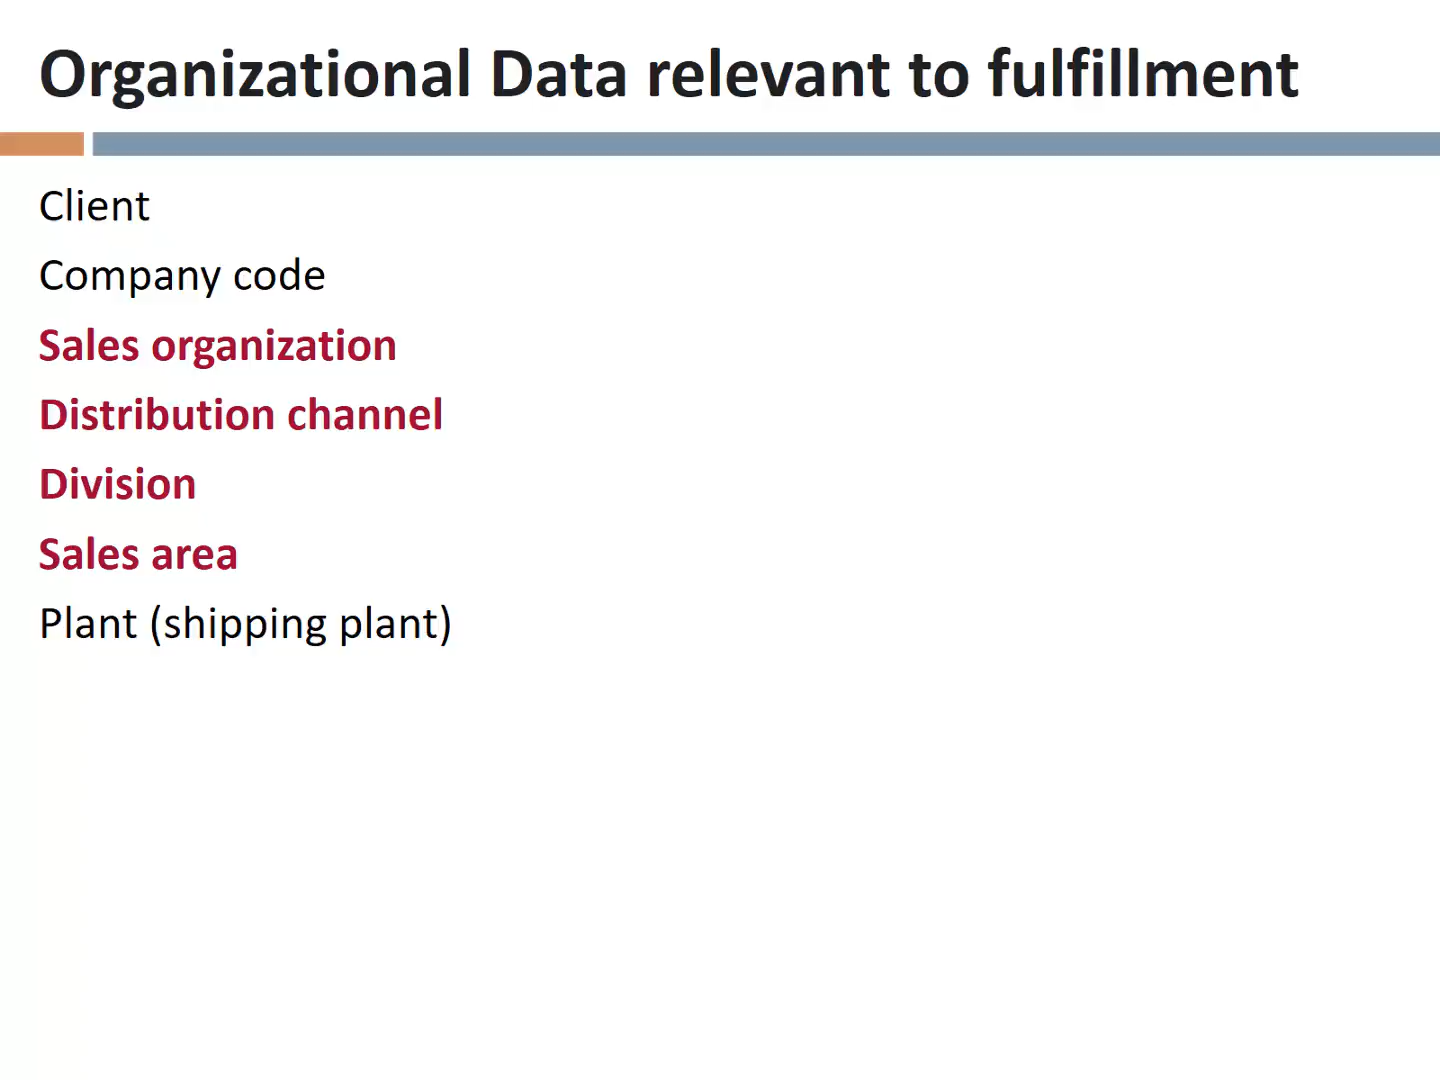 Organizational Data relevant to fulfillment
Client
Company code
Sales organization
Distribution channel
Division
Sales area
Plant (shipping plant)